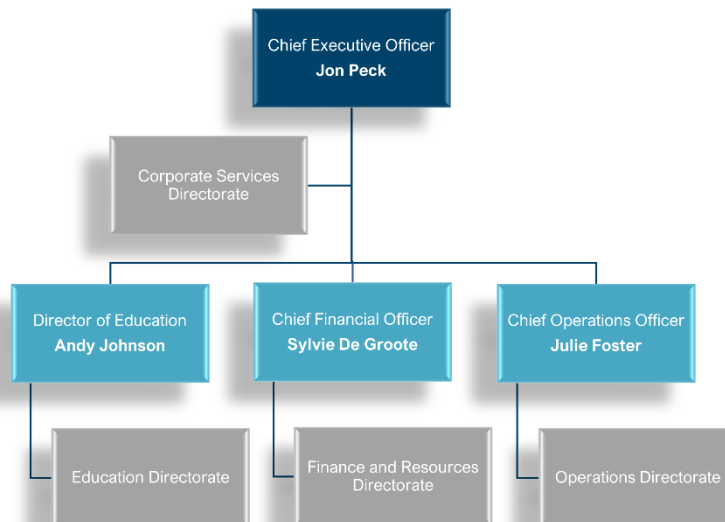 Chief Executive Officer
Jon Peck
Corporate Services
Directorate
Director of Education
Andy Johnson
Chief Financial Officer
Sylvie De Groote
Chief Operations Officer
Julie Foster
Education Directorate
Finance and Resources
Directorate
Operations Directorate